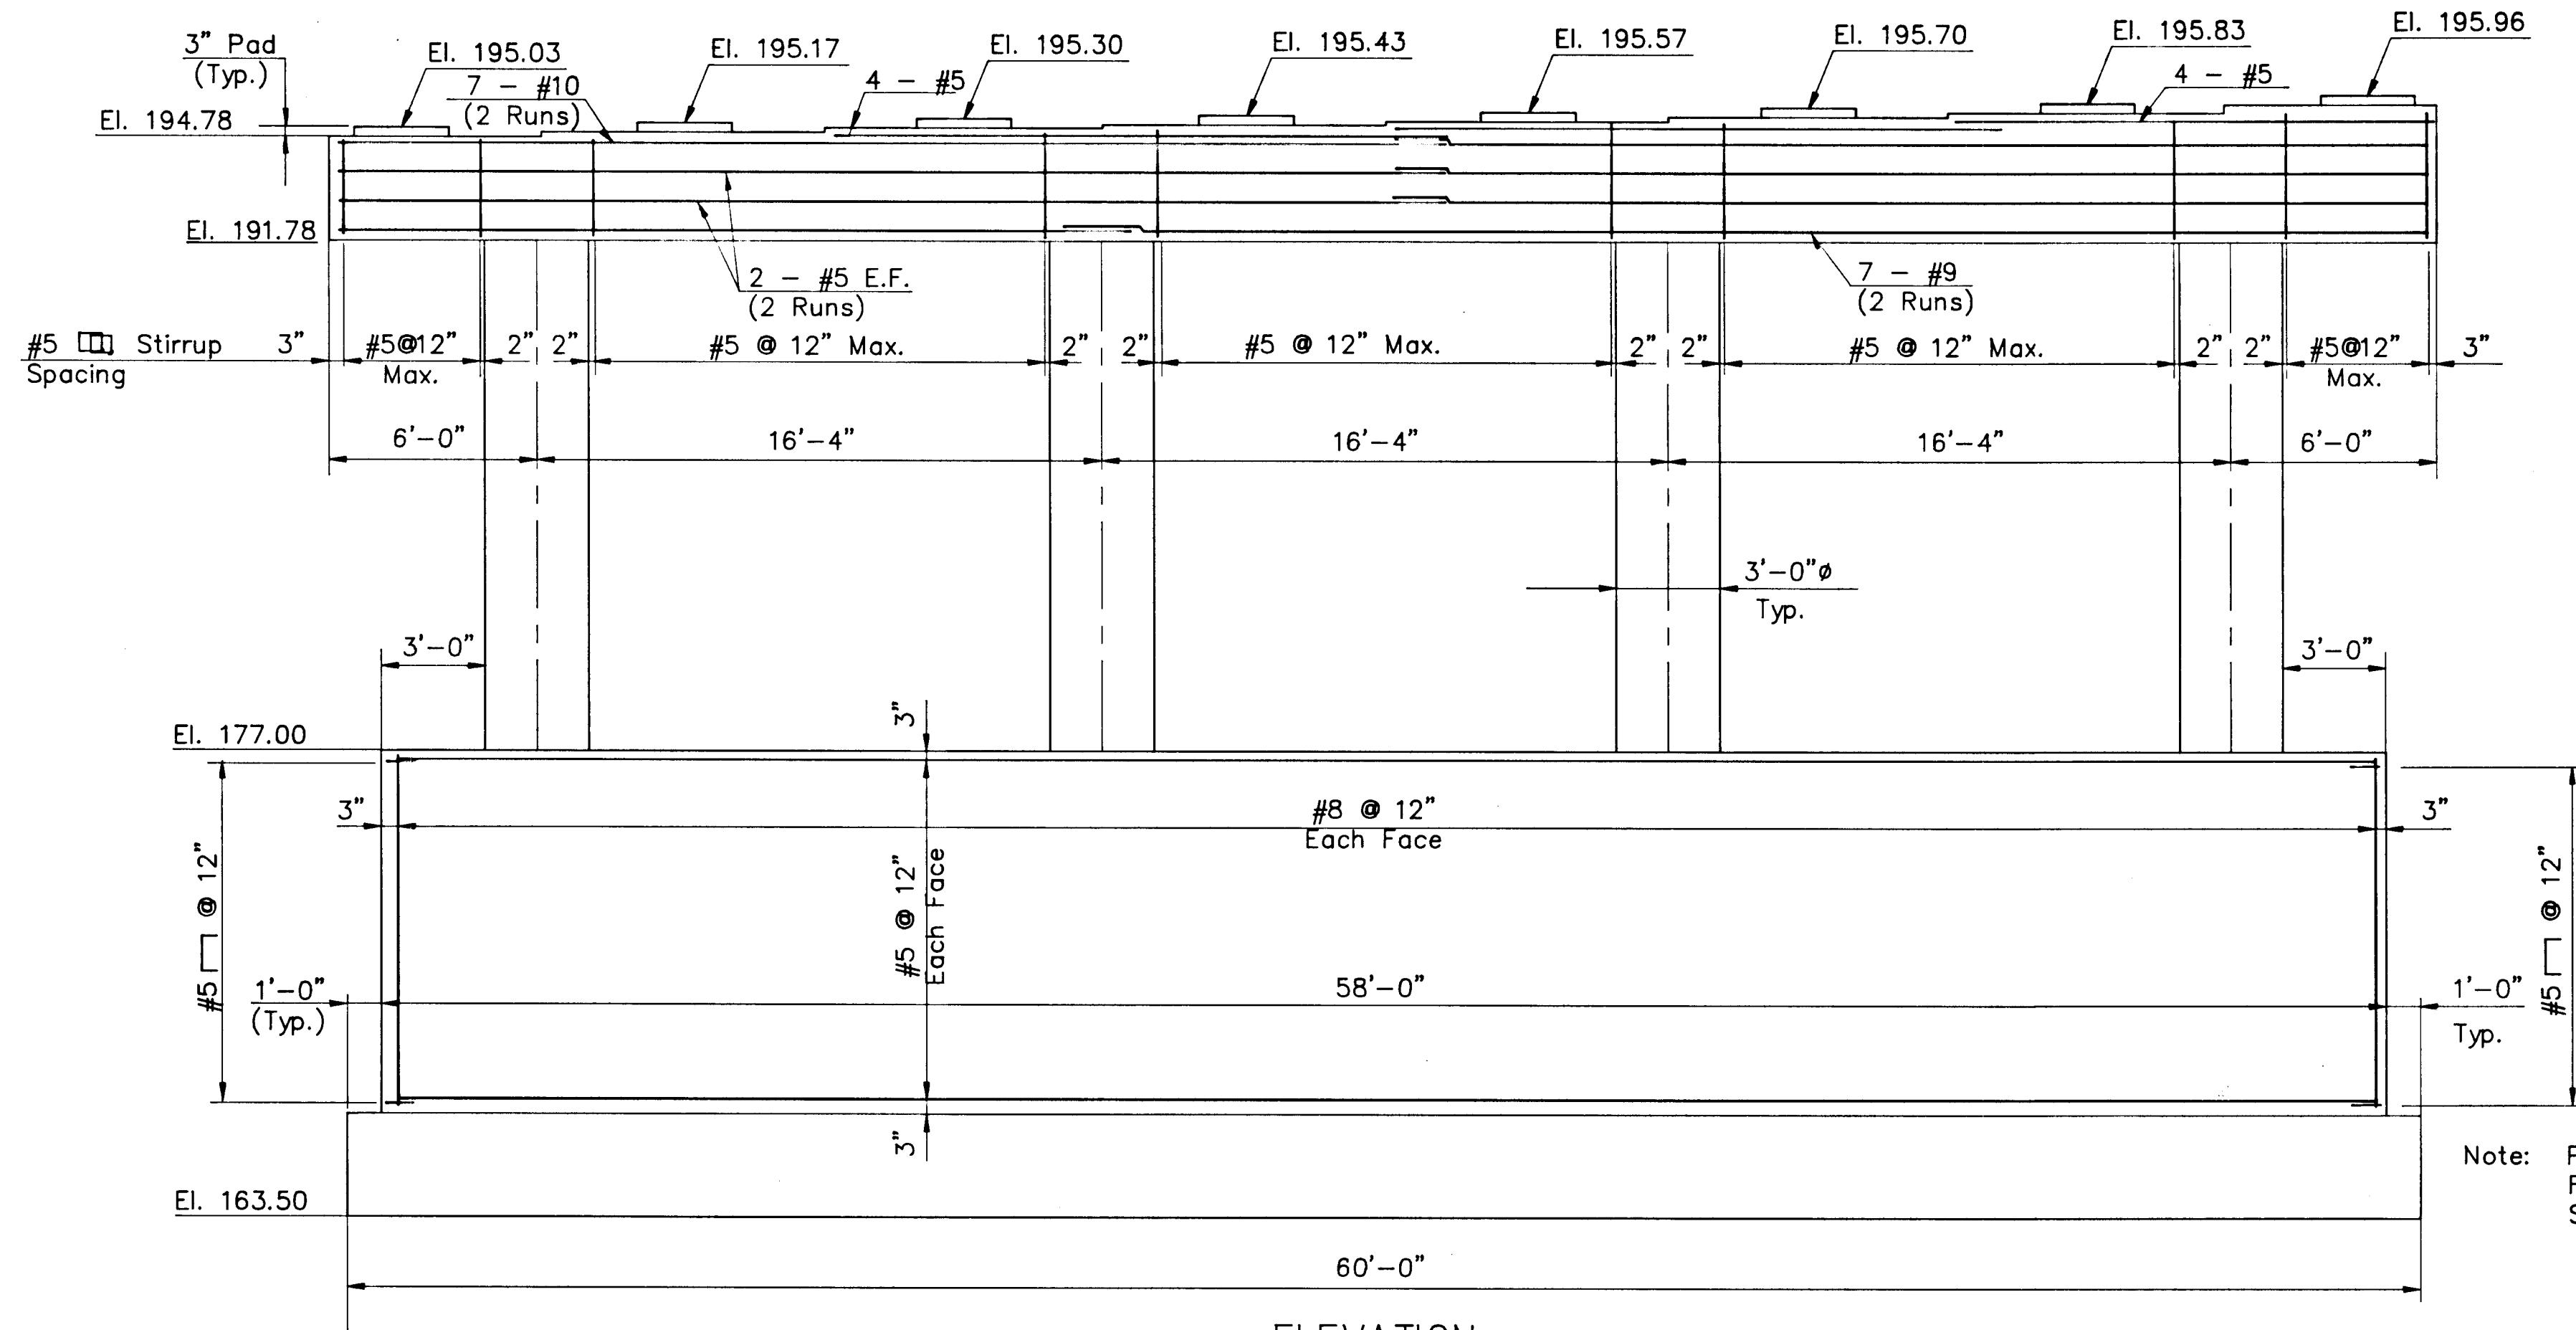 3" Pad
(Typ.)
El. 195.03
El. 195.17
El. 195.30
El. 195.43
El. 195.57
El. 195.70
El. 195.83
El. 195.96
7 - #10
(2 Runs)
4 - #5
4 - #5
El. 194.78
El. 191.78
2 - #5 E.F.
(2 Runs)
7 - #9
(2 Runs)
#5 Stirrup
Spacing
3"
#5@12"
Max.
2"
2"
#5 @ 12" Max.
2"
2"
#5 @ 12" Max.
2"
2"
#5 @ 12" Max.
2"
2"
#5@12"
Max.
3"
6'-0"
16'-4"
16'-4"
16'-4"
6'-0"
3'-0"ø
Typ.
3'-0"
3'-0"
El. 177.00
3"
3"
#8 @ 12"
Each Face
3"
#5 @ 12"
#5 @ 12"
Each Face
#5 @ 12"
1'-0"
(Typ.)
58'-0"
1'-0"
Typ.
3"
Note:
El. 163.50
60'-0"
ELEVATION